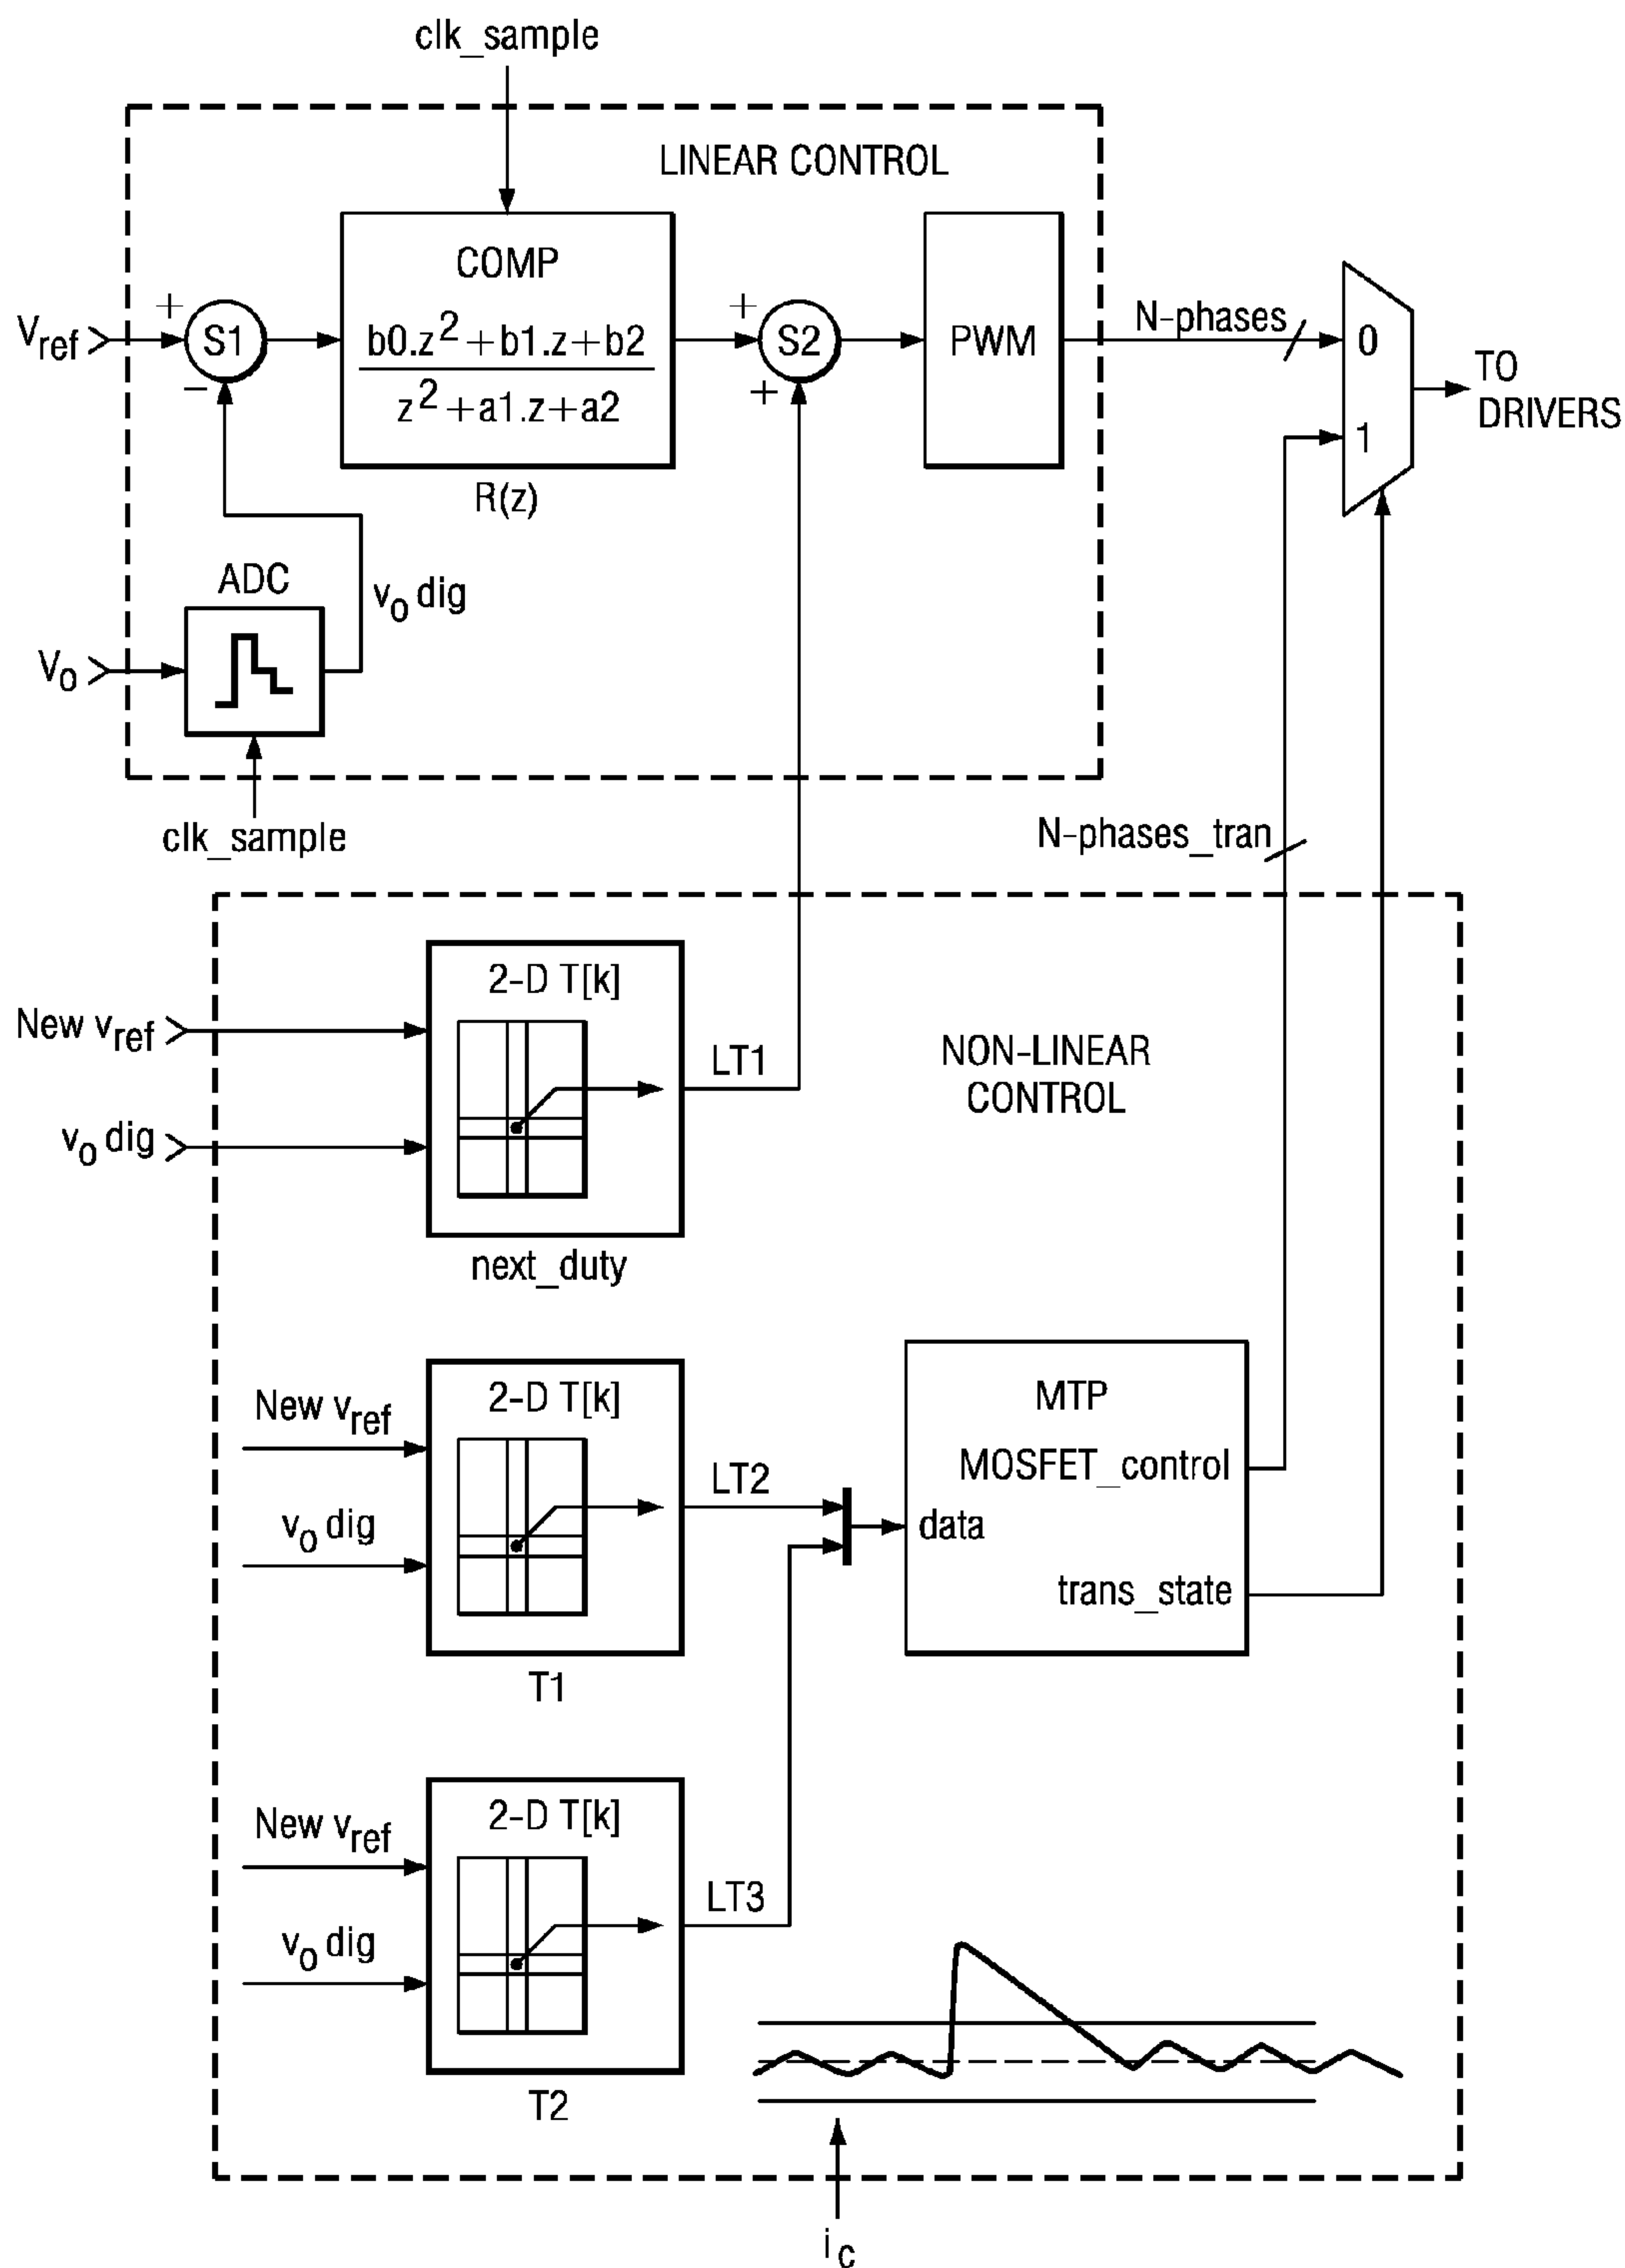 clk_sample
LINEAR CONTROL
COMP
b0.z²+b1.z+b2
z²+a1.z+a2
R(z)
Vref
+
S1
−
+
S2
+
PWM
N-phases
0
1
TO
DRIVERS
ADC
vo dig
Vo
clk_sample
N-phases_tran
2-D T[k]
New vref
vo dig
LT1
next_duty
NON-LINEAR
CONTROL
2-D T[k]
New vref
vo dig
LT2
T1
MTP
MOSFET_control
data
trans_state
2-D T[k]
New vref
vo dig
LT3
T2
ic